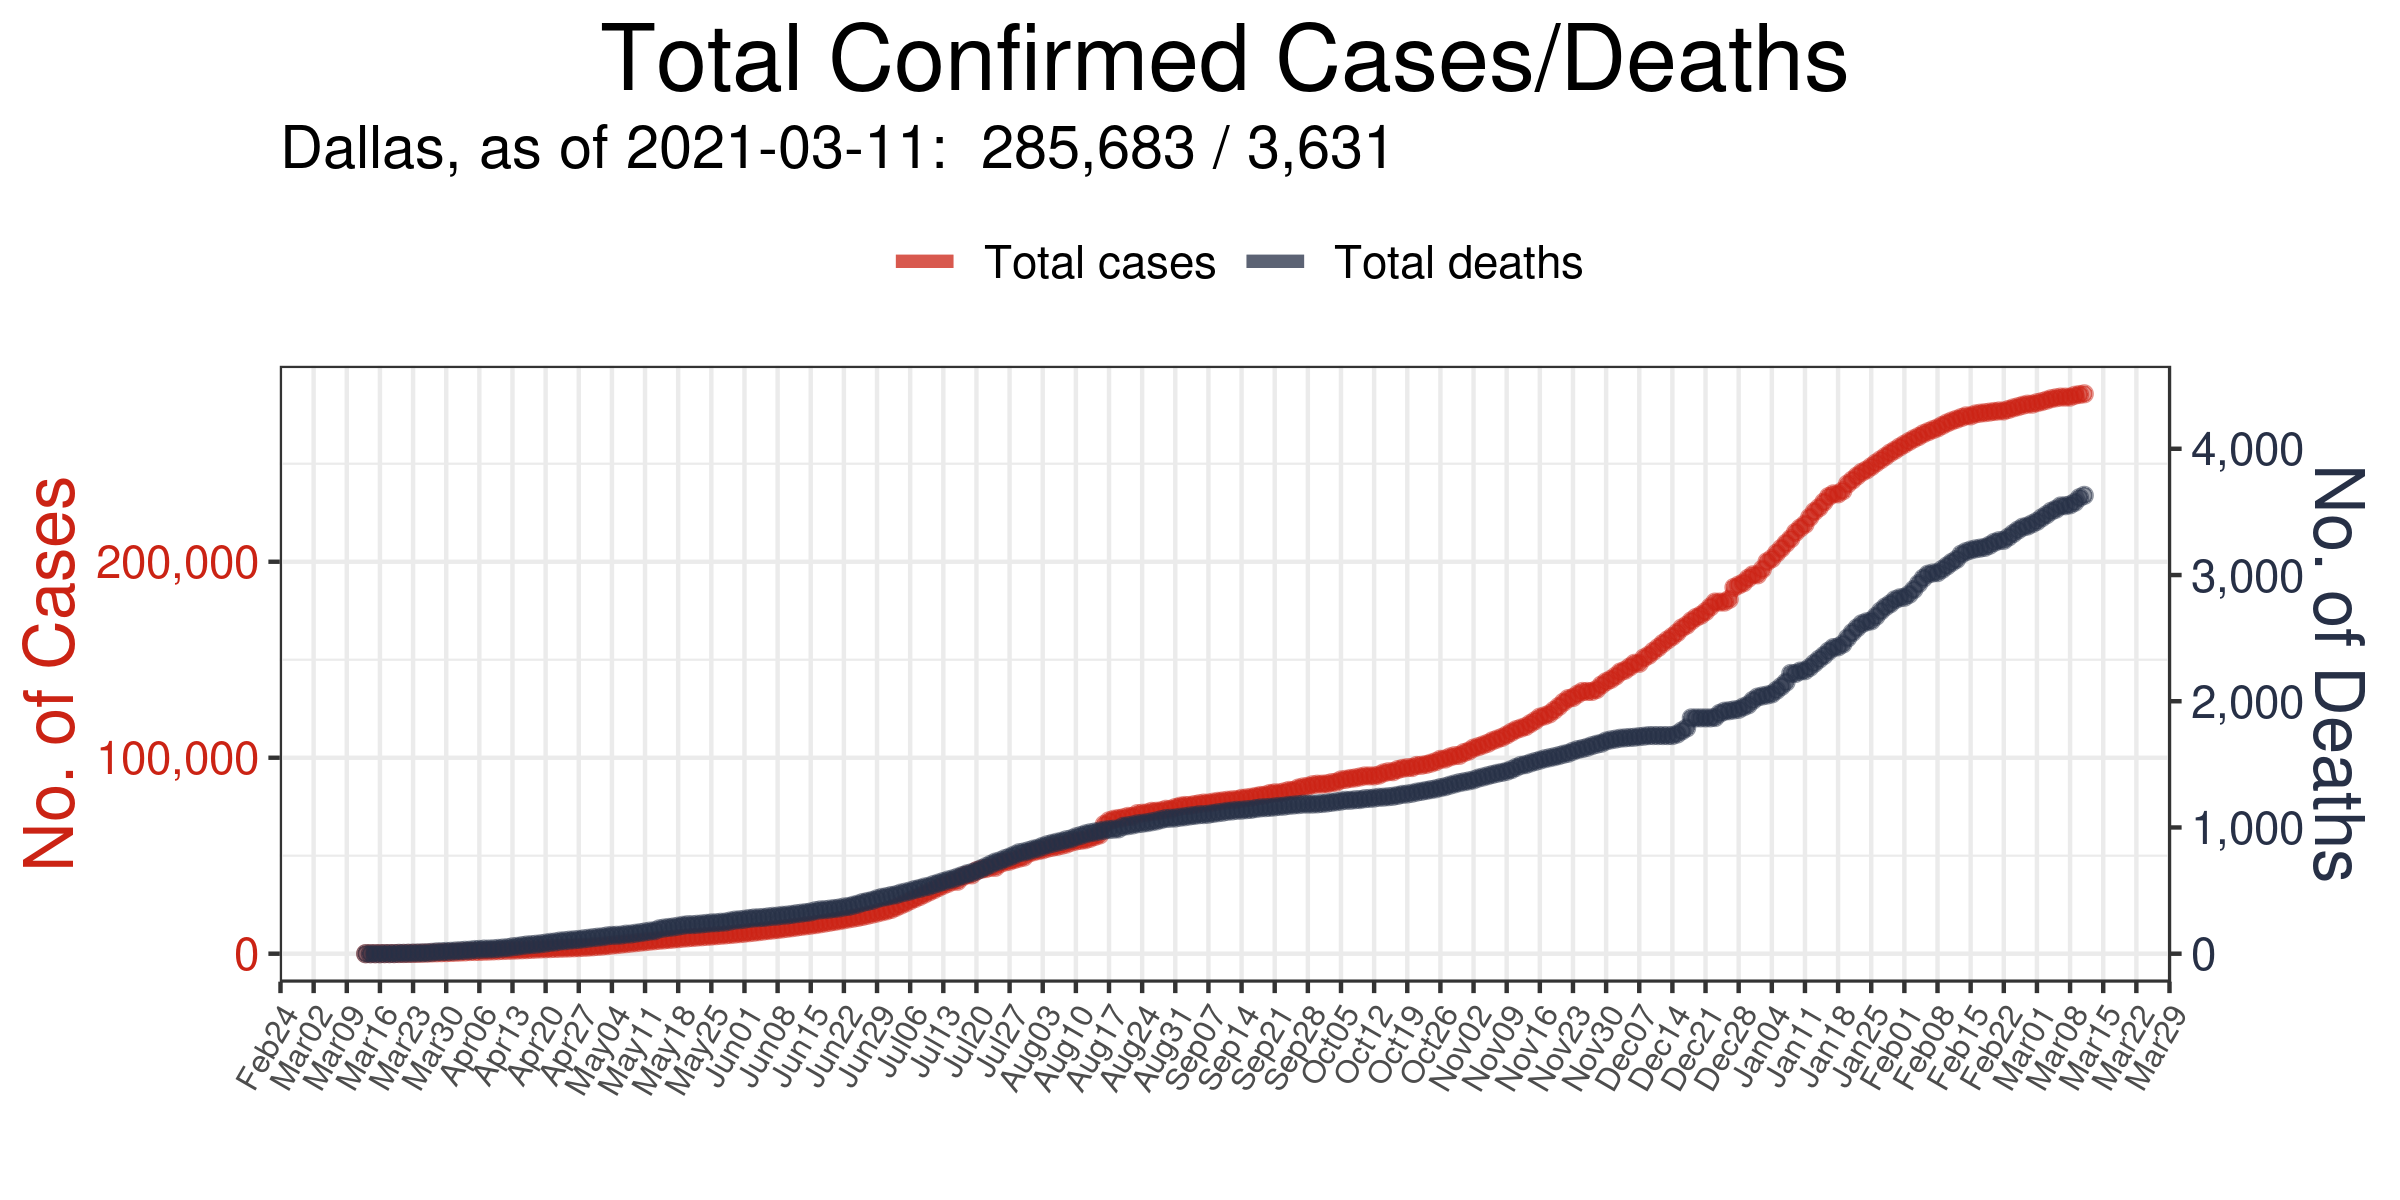 Total Confirmed Cases/Deaths
Dallas, as of 2021-03-11:  285,683 / 3,631
Total cases
Total deaths
No. of Cases
200,000
100,000
0
4,000
3,000
2,000
1,000
0
No. of Deaths
Feb24
Mar02
Mar09
Mar16
Mar23
Mar30
Apr06
Apr13
Apr20
Apr27
May04
May11
May18
May25
Jun01
Jun08
Jun15
Jun22
Jun29
Jul06
Jul13
Jul20
Jul27
Aug03
Aug10
Aug17
Aug24
Aug31
Sep07
Sep14
Sep21
Sep28
Oct05
Oct12
Oct19
Oct26
Nov02
Nov09
Nov16
Nov23
Nov30
Dec07
Dec14
Dec21
Dec28
Jan04
Jan11
Jan18
Jan25
Feb01
Feb08
Feb15
Feb22
Mar01
Mar08
Mar15
Mar22
Mar29